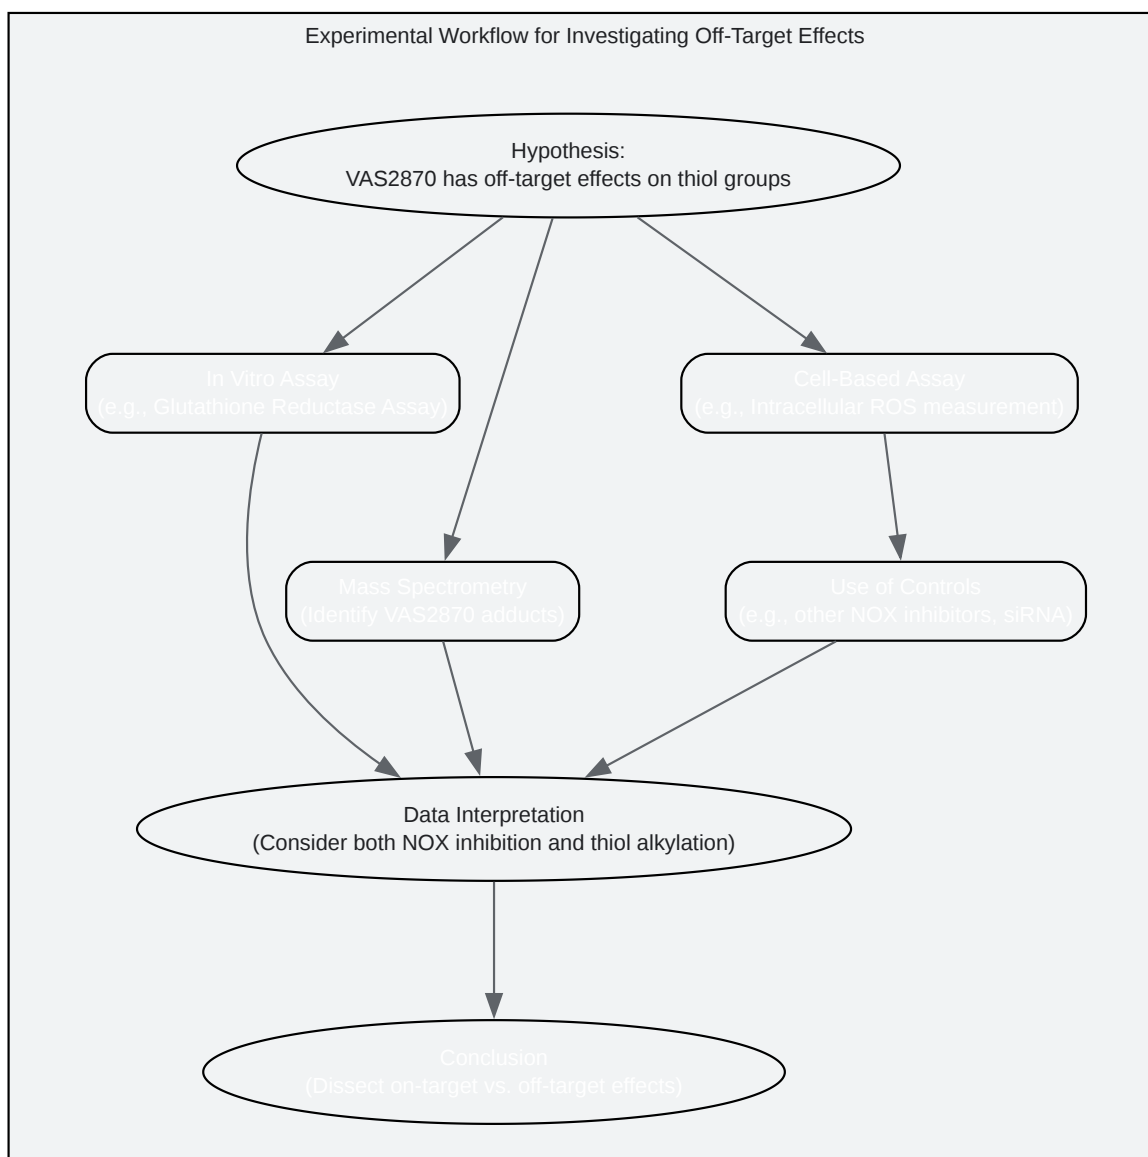 Experimental Workflow for Investigating Off-Target Effects
Hypothesis:
VAS2870 has off-target effects on thiol groups
In Vitro Assay
(e.g., Glutathione Reductase Assay)
Cell-Based Assay
(e.g., Intracellular ROS measurement)
Mass Spectrometry
(Identify VAS2870 adducts)
Use of Controls
(e.g., other NOX inhibitors, siRNA)
Data Interpretation
(Consider both NOX inhibition and thiol alkylation)
Conclusion
(Dissect on-target vs. off-target effects)